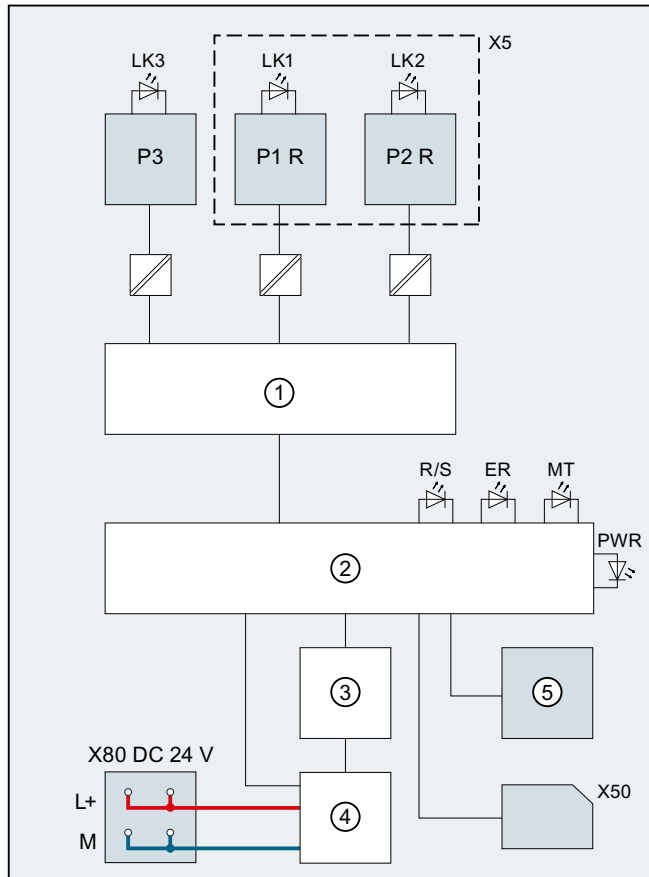 X5
LK3 LK1 LK2
P3 P1 R P2 R
①
R/S ER MT
PWR
②
③ ⑤
X80 DC 24 V
X50
L+
④
M